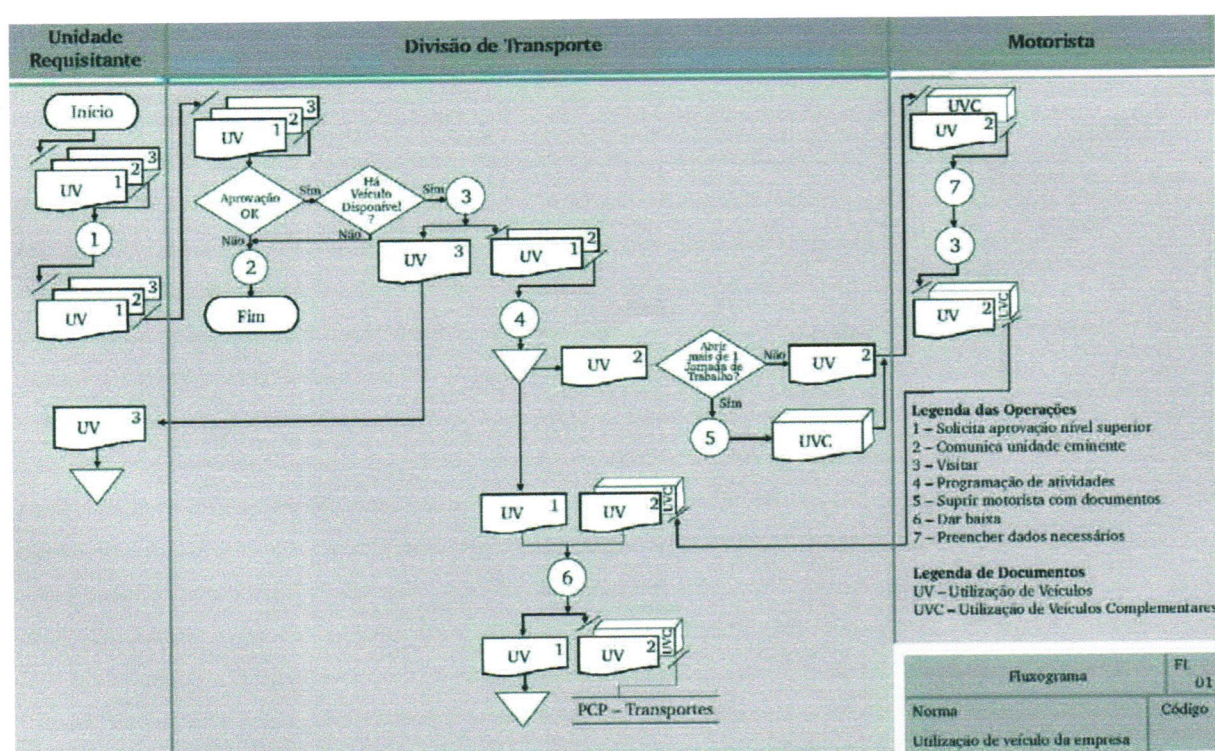 Unidade
Requisitante
Divisão de Transporte
Motorista
Início
UV 1 2 3
1
UV 1 2 3
UV 3
UV 1 2 3
Aprovação
OK
Sim
Não
Há
Veículo
Disponível
?
Sim
Não
3
2
Fim
UV 3
UV 1 2
4
UV 2
Abrir
mais de 1
Jornada de
Trabalho?
Não
Sim
UV 2
5
UVC
UV 1
UV 2
UVC
6
UV 1
UV 2
UVC
PCP – Transportes
UVC
UV 2
7
3
UV 2
UVC
Legenda das Operações
1 – Solicita aprovação nível superior
2 – Comunica unidade eminente
3 – Visitar
4 – Programação de atividades
5 – Suprir motorista com documentos
6 – Dar baixa
7 – Preencher dados necessários
Legenda de Documentos
UV – Utilização de Veículos
UVC – Utilização de Veículos Complementares
Fluxograma
FL
01
Norma
Código
Utilização de veículo da empresa